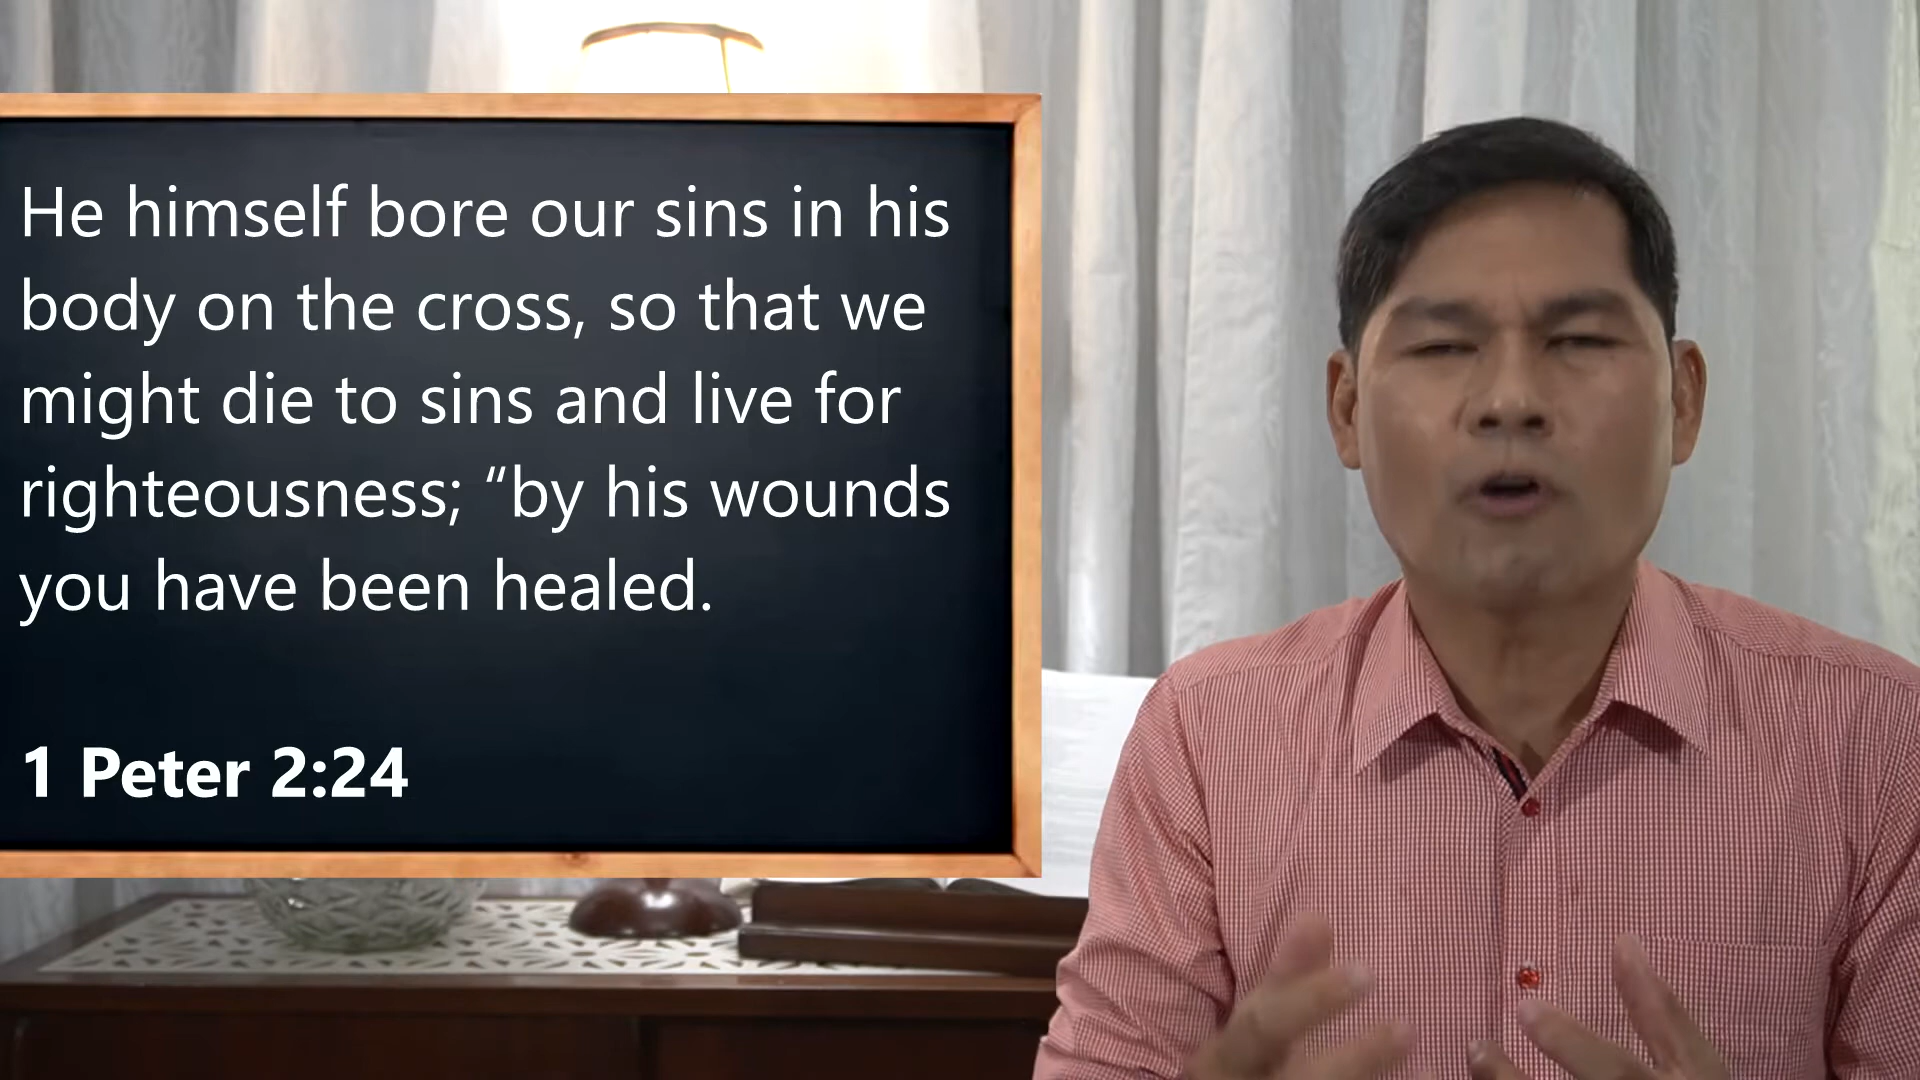 He himself bore our sins in his
body on the cross, so that we
might die to sins and live for
righteousness; “by his wounds
you have been healed.
1 Peter 2:24